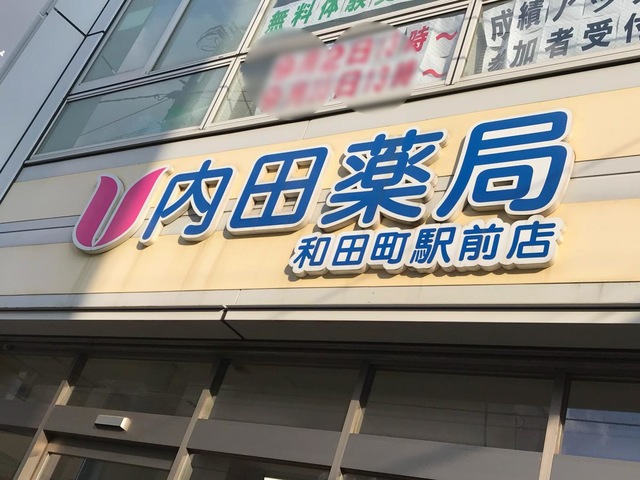 無料体験
成績アッ
参加者受付
内田薬局
和田町駅前店